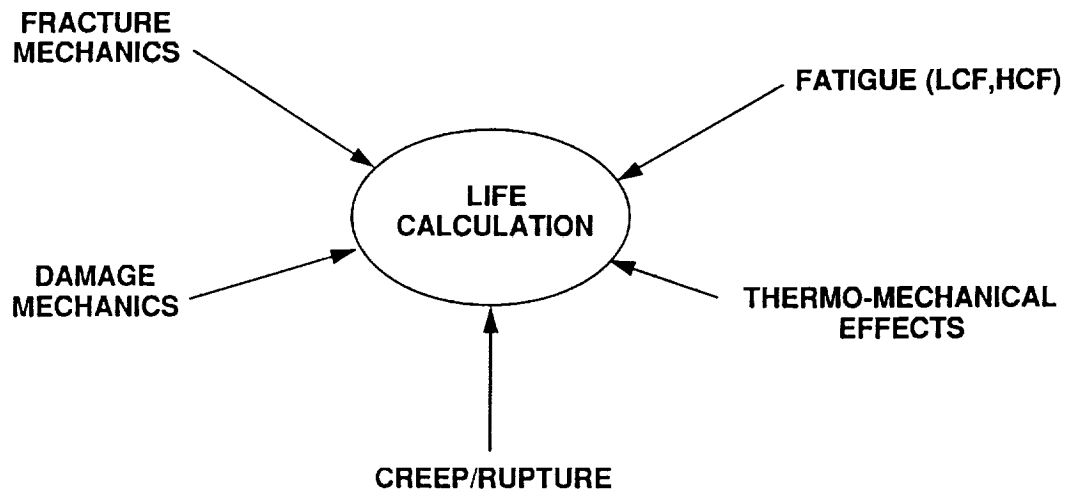 FRACTURE
MECHANICS
FATIGUE (LCF,HCF)
LIFE
CALCULATION
DAMAGE
MECHANICS
THERMO-MECHANICAL
EFFECTS
CREEP/RUPTURE